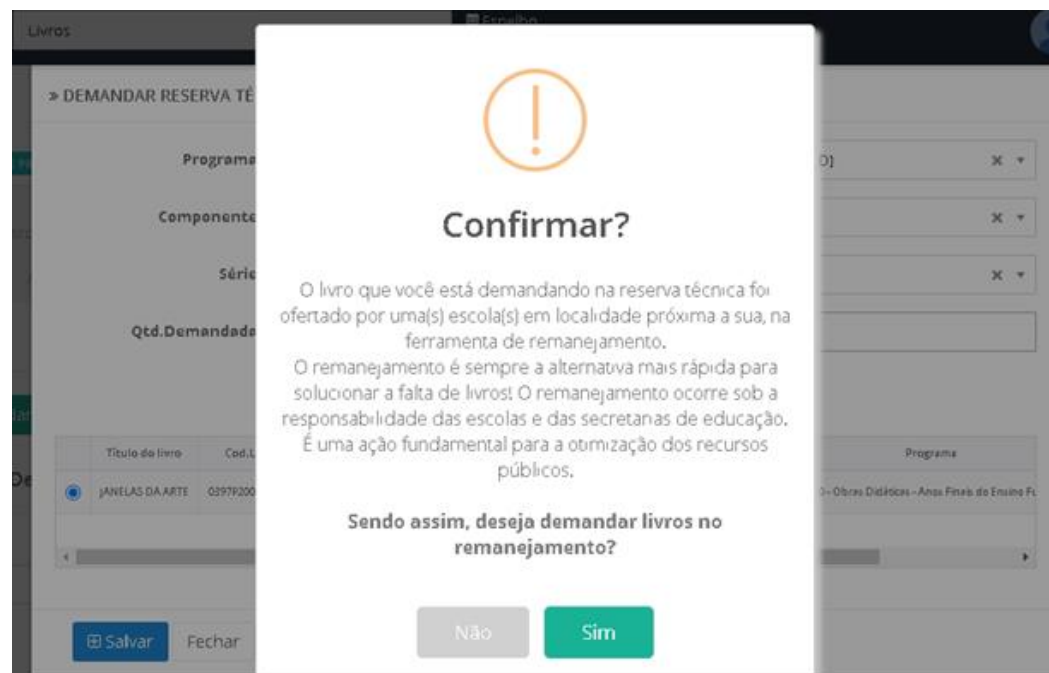 Livros
Espelho
» DEMANDAR RESERVA TÉ
Programa
Componente
Série
Qtd.Demandada
Confirmar?
O livro que você está demandando na reserva técnica foi
ofertado por uma(s) escola(s) em localidade próxima a sua, na
ferramenta de remanejamento.
O remanejamento é sempre a alternativa mais rápida para
solucionar a falta de livros! O remanejamento ocorre sob a
responsabilidade das escolas e das secretarias de educação.
É uma ação fundamental para a otimização dos recursos
públicos.
Sendo assim, deseja demandar livros no
remanejamento?
Não Sim
Título do livro Cod.L Programa
JANELAS DA ARTE 0297P200 - Obras Didáticas - Anos Finais do Ensino Fu
Salvar Fechar